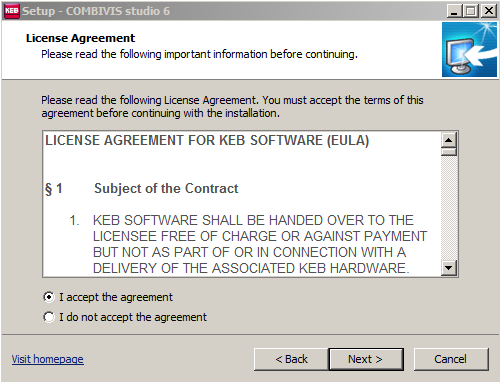 KEB Setup - COMBIVIS studio 6
License Agreement
Please read the following important information before continuing.
Please read the following License Agreement. You must accept the terms of this
agreement before continuing with the installation.
LICENSE AGREEMENT FOR KEB SOFTWARE (EULA)
§ 1 Subject of the Contract
1. KEB SOFTWARE SHALL BE HANDED OVER TO THE
LICENSEE FREE OF CHARGE OR AGAINST PAYMENT
BUT NOT AS PART OF OR IN CONNECTION WITH A
DELIVERY OF THE ASSOCIATED KEB HARDWARE.
I accept the agreement
I do not accept the agreement
Visit homepage
< Back
Next >
Cancel